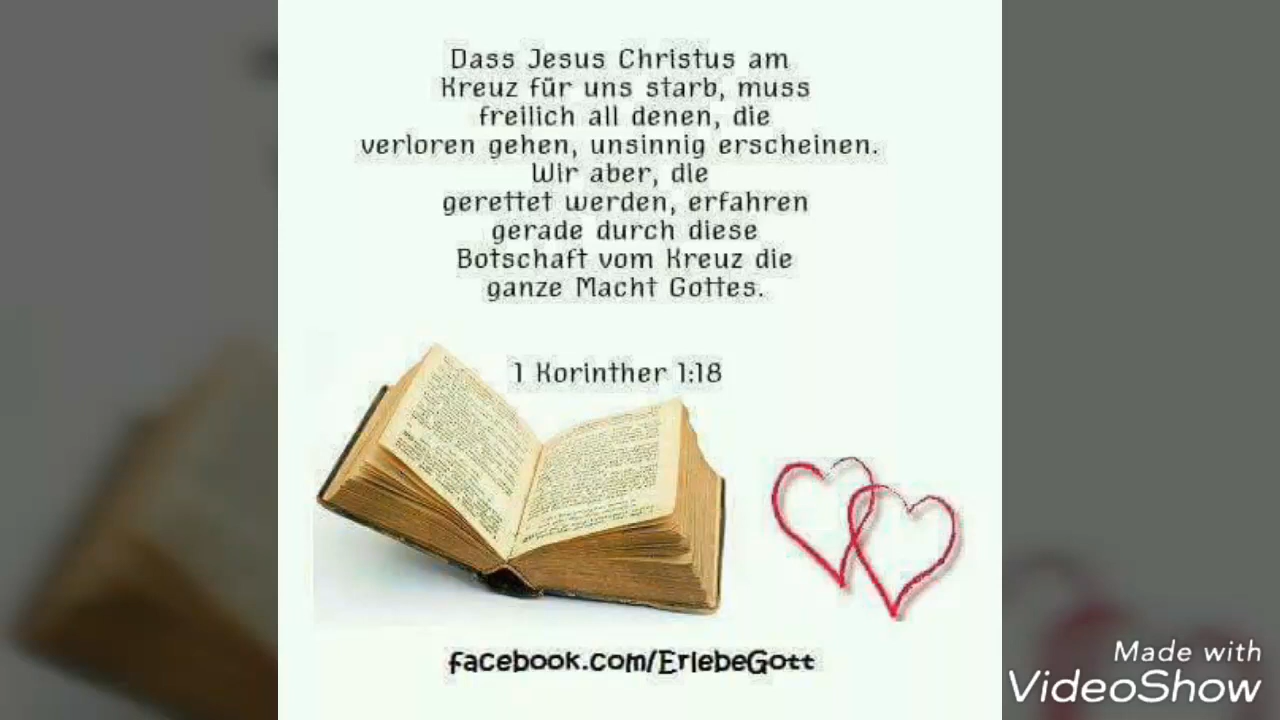 Dass Jesus Christus am
Kreuz für uns starb, muss
freilich all denen, die
verloren gehen, unsinnig erscheinen.
Wir aber, die
gerettet werden, erfahren
gerade durch diese
Botschaft vom Kreuz die
ganze Macht Gottes.
1 Korinther 1:18
facebook.com/ErlebeGott
Made with
VideoShow